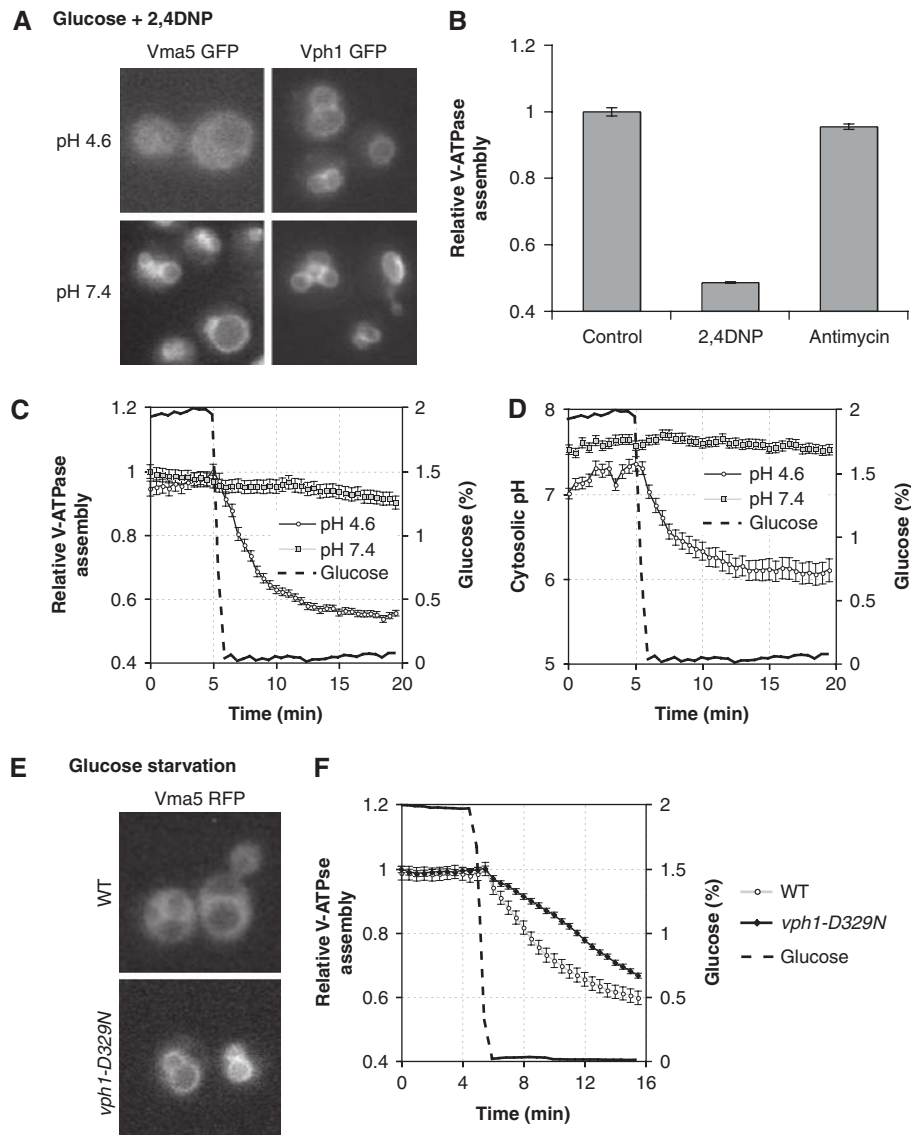 A Glucose + 2,4DNP
Vma5 GFP Vph1 GFP
pH 4.6
pH 7.4
B
Relative V-ATPase
assembly
1.2
1
0.8
0.6
0.4
Control 2,4DNP Antimycin
C
Relative V-ATPase
assembly
1.2
1
0.8
0.6
0.4
pH 4.6
pH 7.4
Glucose
2
1.5
1
0.5
0
Glucose (%)
0 5 10 15 20
Time (min)
D
Cytosolic pH
8
7
6
5
pH 4.6
pH 7.4
Glucose
2
1.5
1
0.5
0
Glucose (%)
0 5 10 15 20
Time (min)
E Glucose starvation
Vma5 RFP
WT
vph1-D329N
F
Relative V-ATPse
assembly
1.2
1
0.8
0.6
0.4
2
1.5
1
0.5
0
Glucose (%)
0 4 8 12 16
Time (min)
WT
vph1-D329N
Glucose